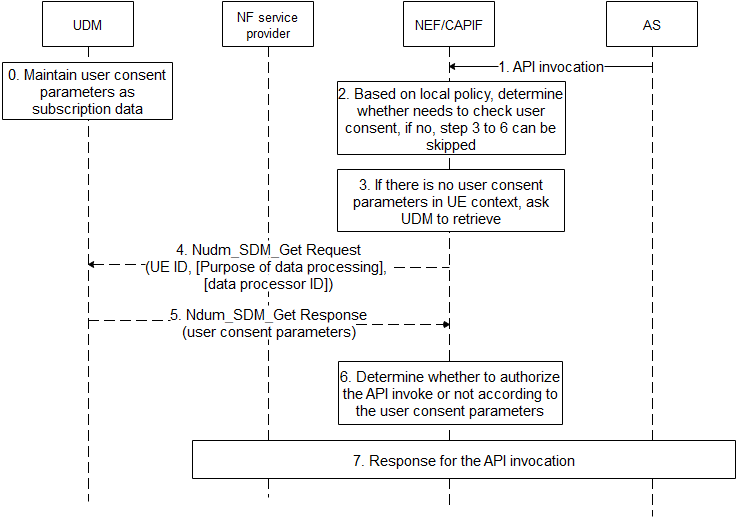 UDM
NF service
provider
NEF/CAPIF
AS
0. Maintain user consent
parameters as
subscription data
1. API invocation
2. Based on local policy, determine
whether needs to check user
consent, if no, step 3 to 6 can be
skipped
3. If there is no user consent
parameters in UE context, ask
UDM to retrieve
4. Nudm_SDM_Get Request
(UE ID, [Purpose of data processing],
[data processor ID])
5. Ndum_SDM_Get Response
(user consent parameters)
6. Determine whether to authorize
the API invoke or not according to
the user consent parameters
7. Response for the API invocation